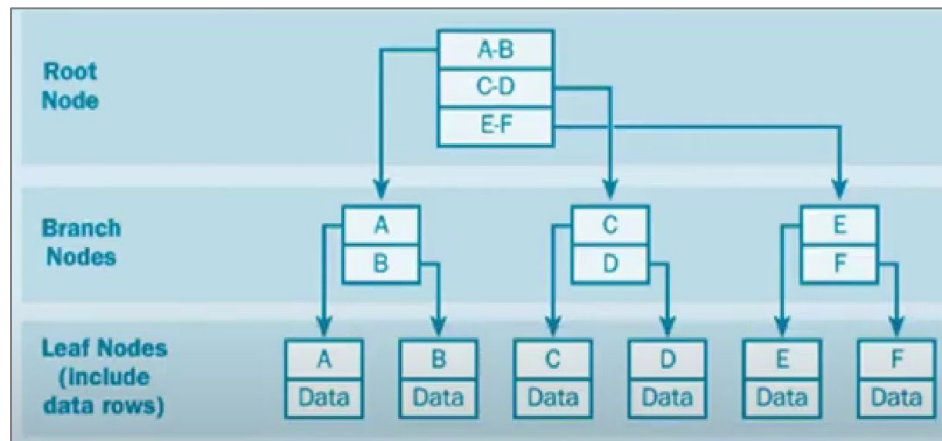 Root
Node
A-B
C-D
E-F
Branch
Nodes
A
B
C
D
E
F
Leaf Nodes
(include
data rows)
A
Data
B
Data
C
Data
D
Data
E
Data
F
Data